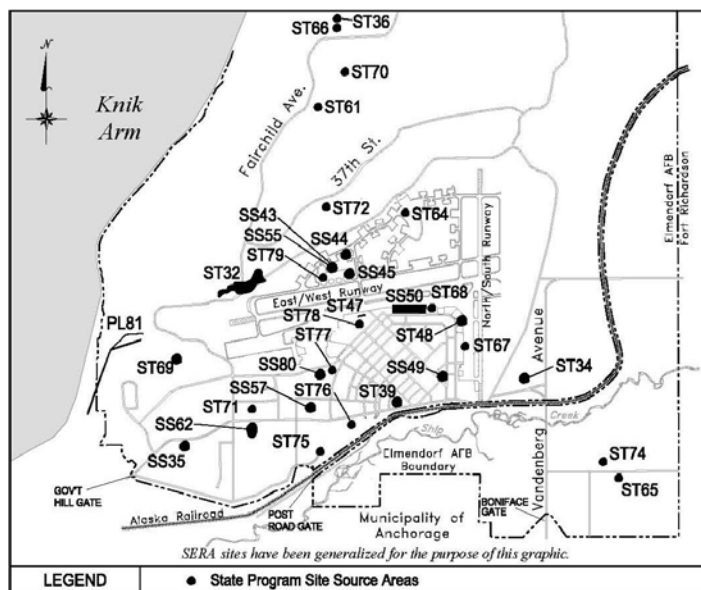 ST36
ST66
N
ST70
Knik
Arm
ST61
Fairchild Ave.
37th St.
Elmendorf AFB
Fort Richardson
ST72
ST64
SS43
SS55
SS44
ST79
ST32
SS45
North/South Runway
East/West Runway
ST47
SS50
ST68
ST78
PL81
ST77
ST48
ST67
ST69
SS80
SS49
Avenue
ST34
SS57
ST76
ST39
ST71
SS62
Ship
Creek
SS35
ST75
Elmendorf AFB
Boundary
Vandenberg
ST74
ST65
GOV'T
HILL GATE
POST
ROAD GATE
BONIFACE
GATE
Alaska Railroad
Municipality of
Anchorage
SERA sites have been generalized for the purpose of this graphic.
LEGEND
State Program Site Source Areas